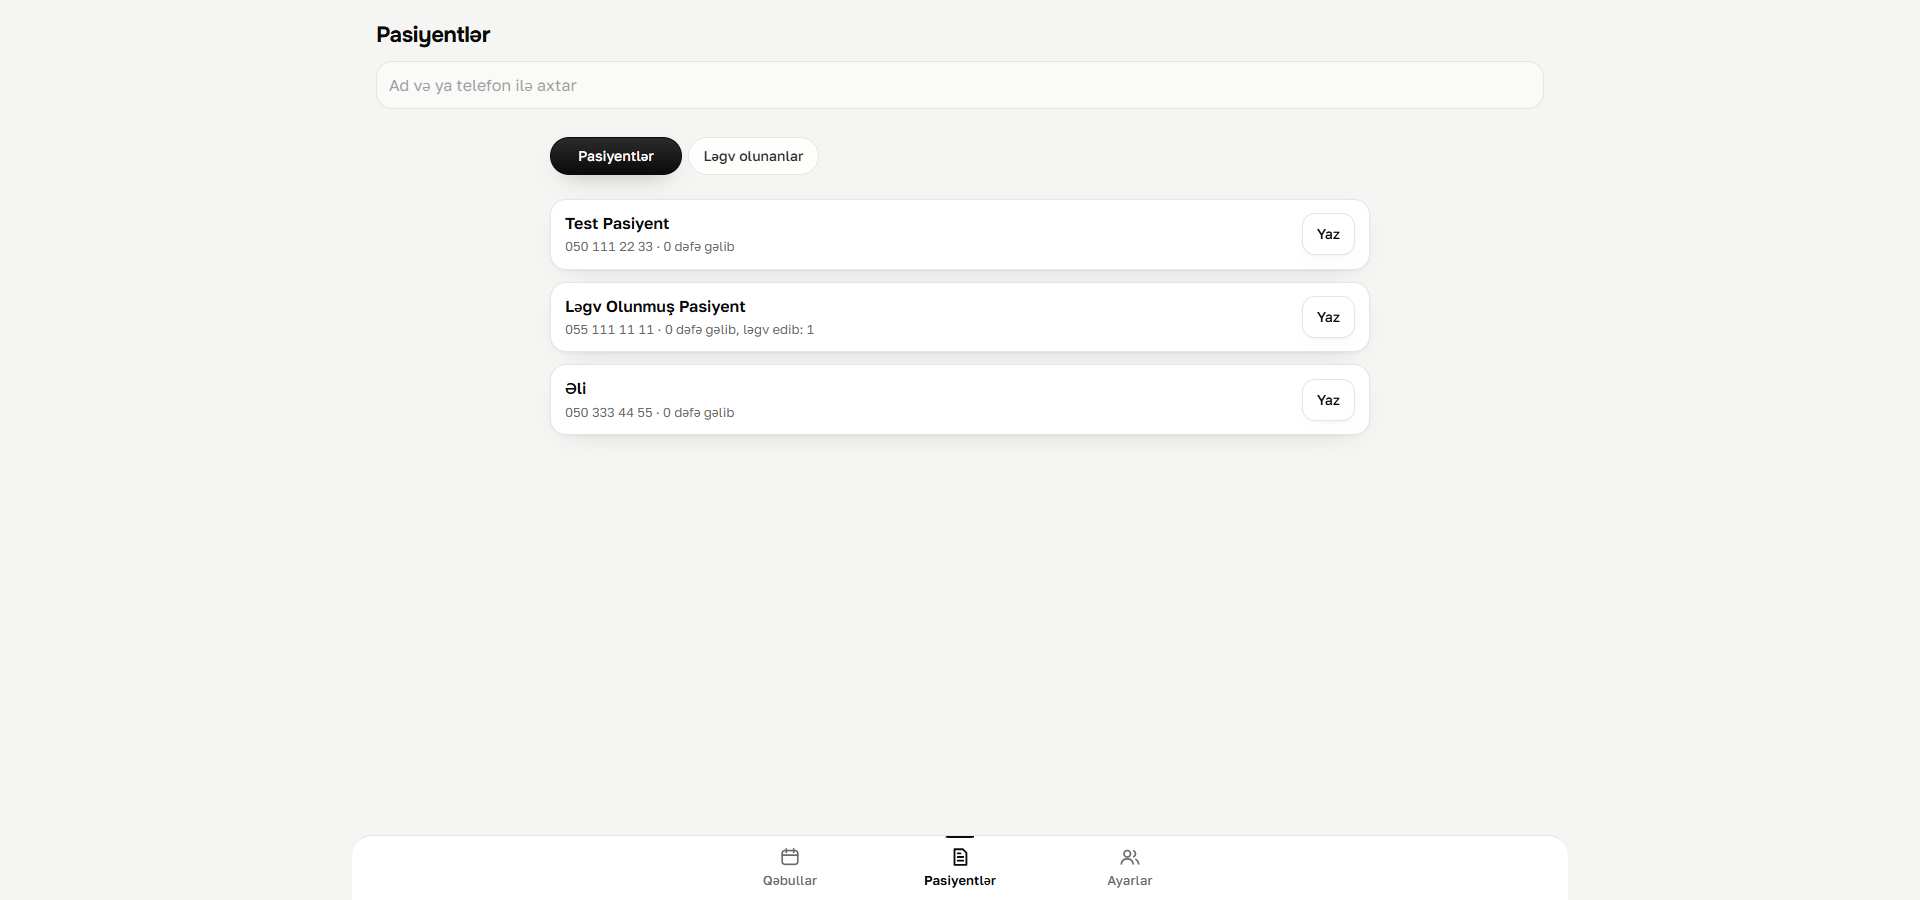 Pasiyentlər
Ad və ya telefon ilə axtar
Pasiyentlər
Ləgv olunanlar
Test Pasiyent
050 111 22 33 · 0 dəfə gəlib
Yaz
Ləgv Olunmuş Pasiyent
055 111 11 11 · 0 dəfə gəlib, ləgv edib: 1
Yaz
Əli
050 333 44 55 · 0 dəfə gəlib
Yaz
Qəbullar
Pasiyentlər
Ayarlar